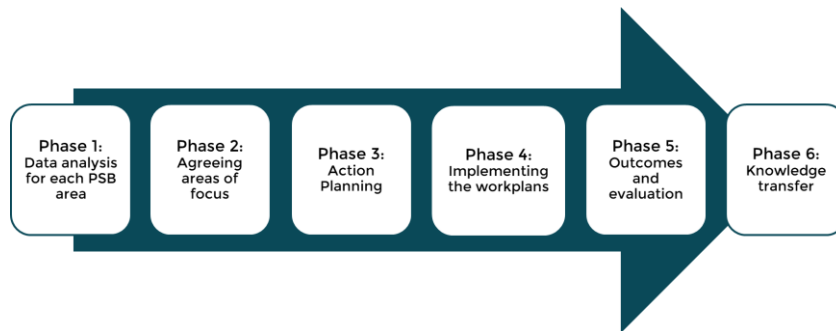 Phase 1:
Data analysis
for each PSB
area
Phase 2:
Agreeing
areas of
focus
Phase 3:
Action
Planning
Phase 4:
Implementing
the workplans
Phase 5:
Outcomes
and
evaluation
Phase 6:
Knowledge
transfer